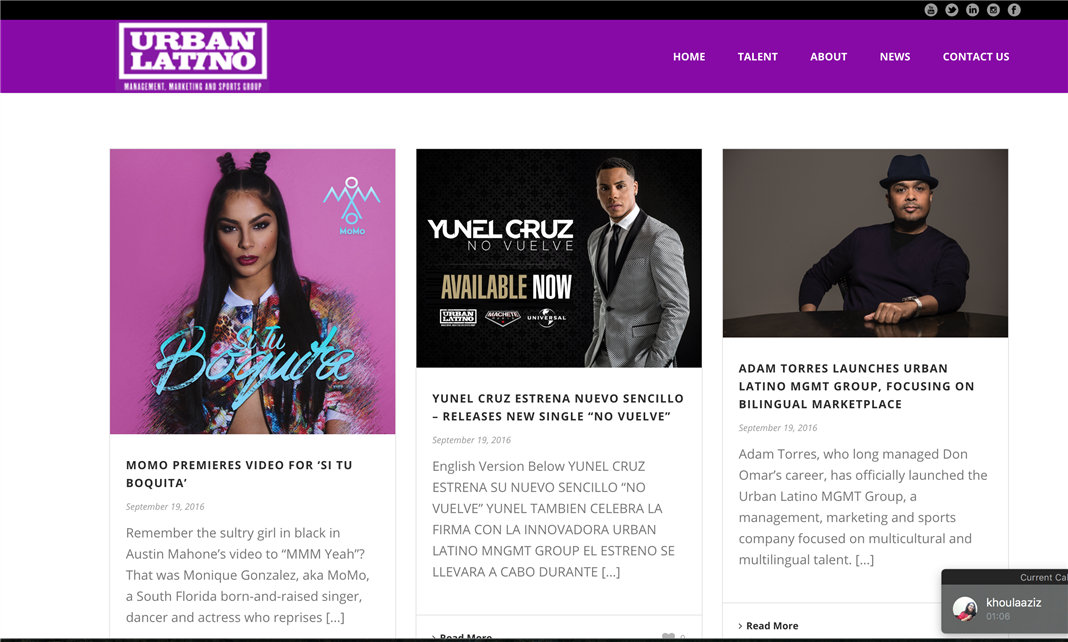 URBAN
LATINO
MANAGEMENT, MARKETING AND SPORTS GROUP
HOME
TALENT
ABOUT
NEWS
CONTACT US
MoMo
Si Tu
Boquita
MOMO PREMIERES VIDEO FOR ‘SI TU
BOQUITA’
September 19, 2016
Remember the sultry girl in black in
Austin Mahone’s video to “MMM Yeah”?
That was Monique Gonzalez, aka MoMo,
a South Florida born-and-raised singer,
dancer and actress who reprises [...]
YUNEL CRUZ
NO VUELVE
AVAILABLE NOW
URBAN
LATINO
MACHETE
UNIVERSAL
YUNEL CRUZ ESTRENA NUEVO SENCILLO
– RELEASES NEW SINGLE “NO VUELVE”
September 19, 2016
English Version Below YUNEL CRUZ
ESTRENA SU NUEVO SENCILLO “NO
VUELVE” YUNEL TAMBIEN CELEBRA LA
FIRMA CON LA INNOVADORA URBAN
LATINO MNGMT GROUP EL ESTRENO SE
LLEVARA A CABO DURANTE [...]
Read More
0
ADAM TORRES LAUNCHES URBAN
LATINO MGMT GROUP, FOCUSING ON
BILINGUAL MARKETPLACE
September 19, 2016
Adam Torres, who long managed Don
Omar’s career, has officially launched the
Urban Latino MGMT Group, a
management, marketing and sports
company focused on multicultural and
multilingual talent. [...]
Read More
Current Cal
khoulaaziz
01:06